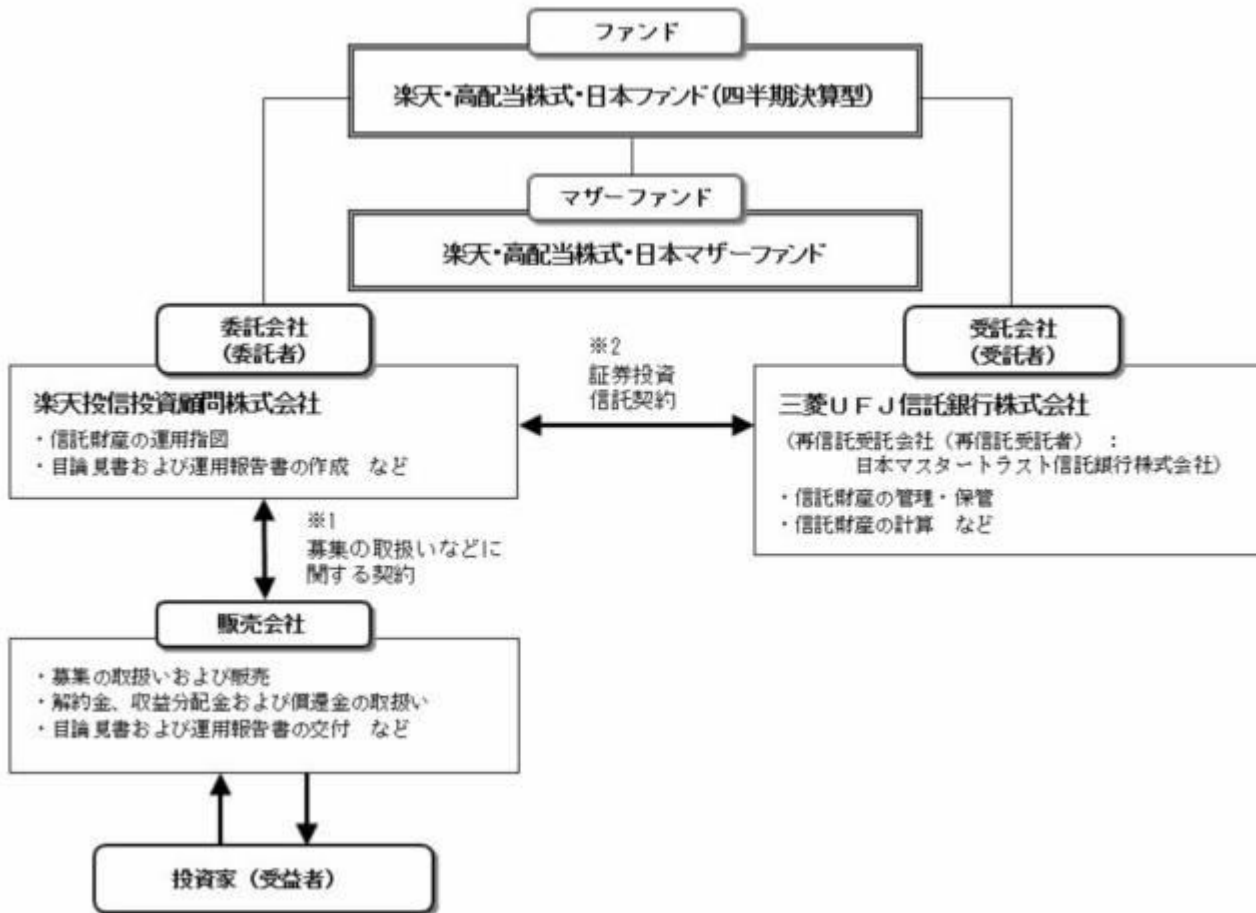 ファンド
楽天・高配当株式・日本ファンド(四半期決算型)
マザーファンド
楽天・高配当株式・日本マザーファンド
委託会社
(委託者)
楽天投信投資顧問株式会社
・信託財産の運用指図
・目論見書および運用報告書の作成　など
※2
証券投資
信託契約
受託会社
(受託者)
三菱UFJ信託銀行株式会社
(再信託受託会社(再信託受託者)　:
日本マスタートラスト信託銀行株式会社)
・信託財産の管理・保管
・信託財産の計算　など
※1
募集の取扱いなどに
関する契約
販売会社
・募集の取扱いおよび販売
・解約金、収益分配金および償還金の取扱い
・目論見書および運用報告書の交付　など
投資家(受益者)